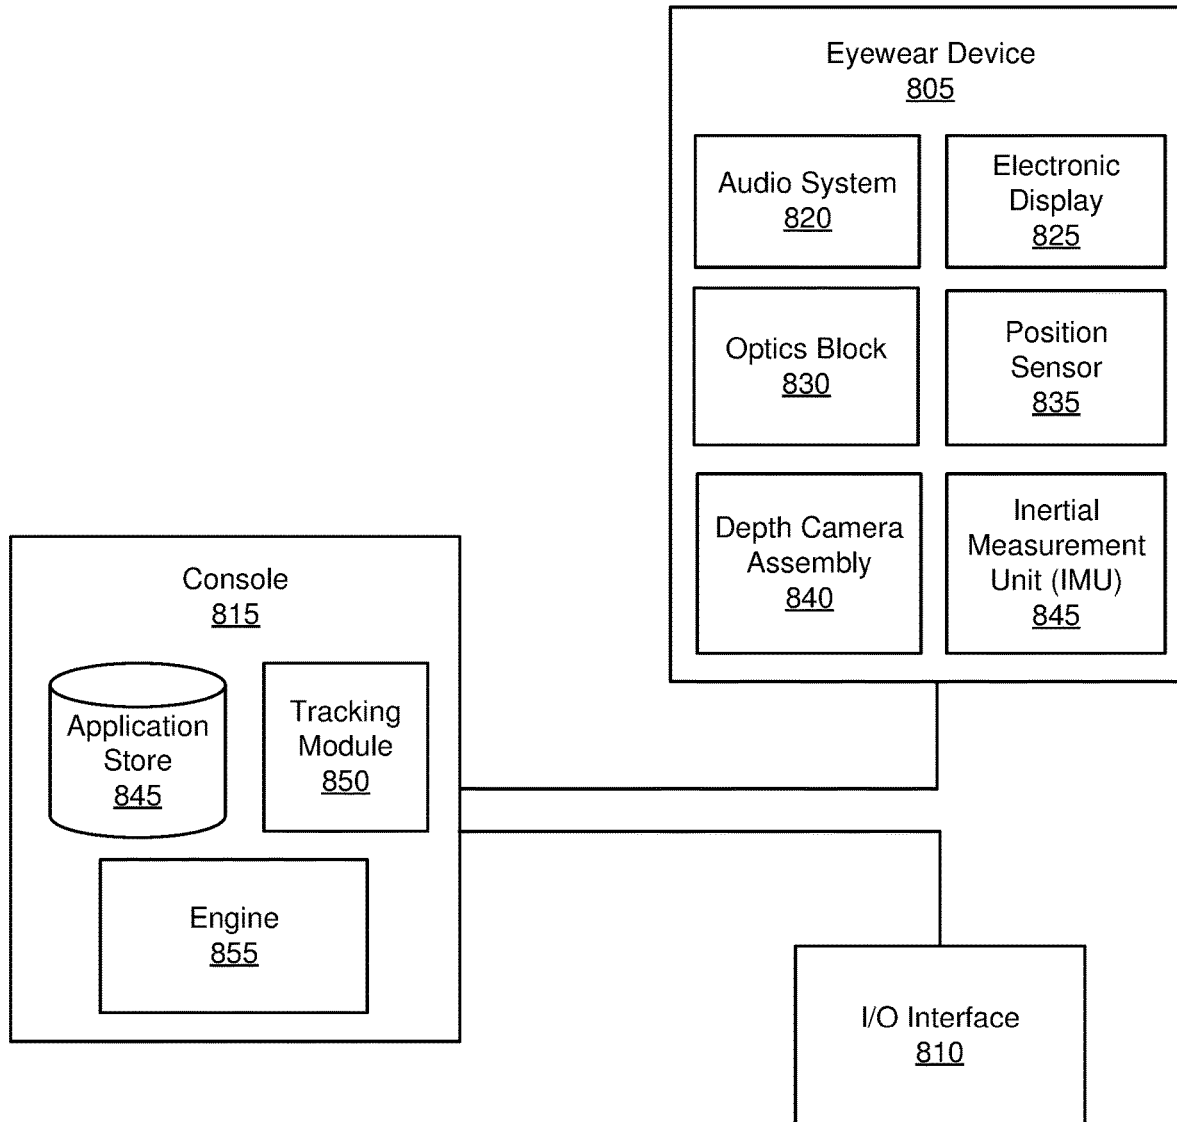 Eyewear Device
805
Audio System
820
Electronic
Display
825
Optics Block
830
Position
Sensor
835
Depth Camera
Assembly
840
Inertial
Measurement
Unit (IMU)
845
Console
815
Application
Store
845
Tracking
Module
850
Engine
855
I/O Interface
810